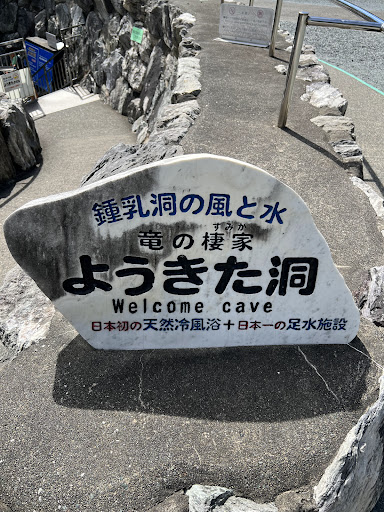 鍾乳洞の風と水
竜の棲家
すみか
ようきた洞
Welcome cave
日本初の天然冷風浴+日本一の足水施設